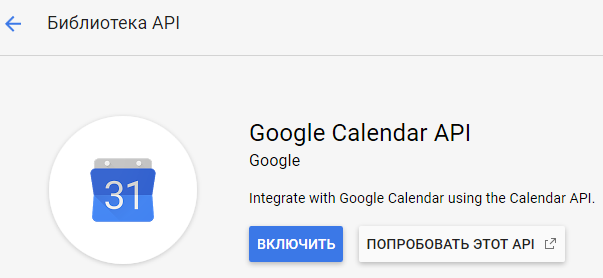 Библиотека API
31
Google Calendar API
Google
Integrate with Google Calendar using the Calendar API.
ВКЛЮЧИТЬ
ПОПРОБОВАТЬ ЭТОТ API